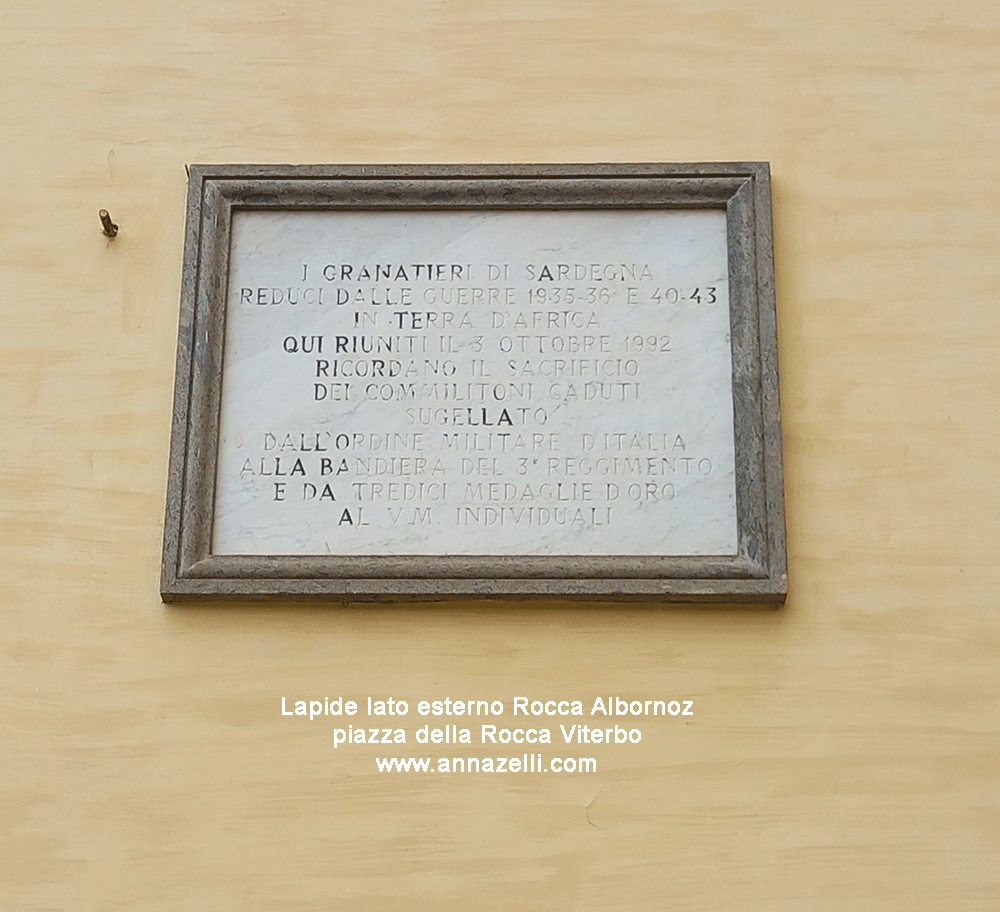 I GRANATIERI DI SARDEGNA
REDUCI DALLE GUERRE 1935-36 E 40-43
IN TERRA D'AFRICA
QUI RIUNITI IL 3 OTTOBRE 1992
RICORDANO IL SACRIFICIO
DEI COMMILITONI CADUTI
SUGELLATO
DALL'ORDINE MILITARE D'ITALIA
ALLA BANDIERA DEL 3° REGGIMENTO
E DA TREDICI MEDAGLIE D'ORO
AL V.M. INDIVIDUALI
Lapide lato esterno Rocca Albornoz
piazza della Rocca Viterbo
www.annazelli.com